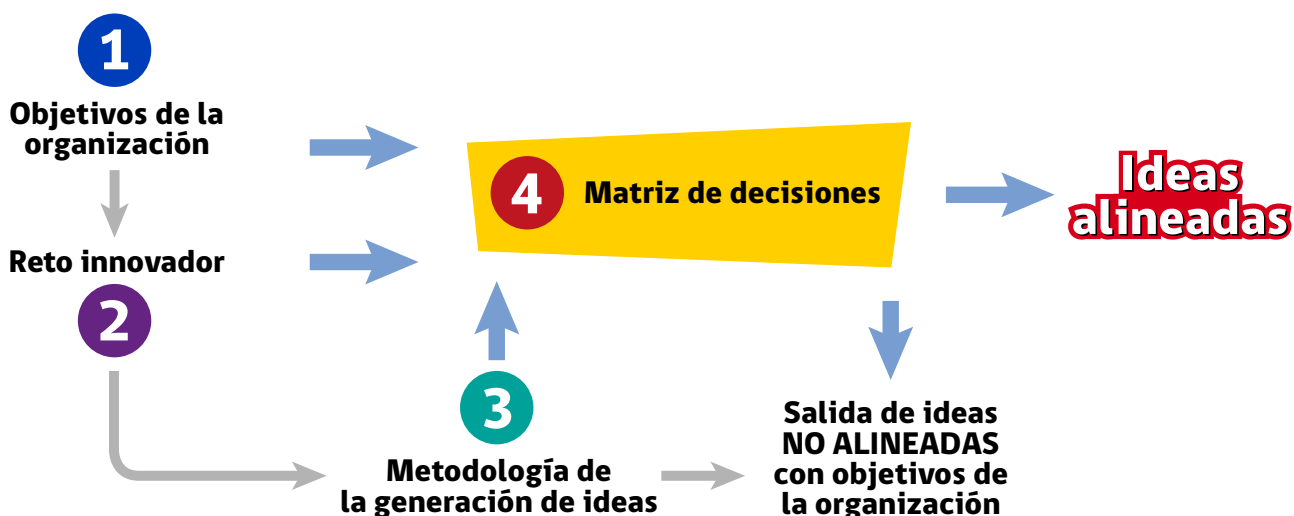 1
Objetivos de la
organización
Reto innovador
2
3
Metodología de
la generación de ideas
4
Matriz de decisiones
Ideas
alineadas
Salida de ideas
NO ALINEADAS
con objetivos de
la organización